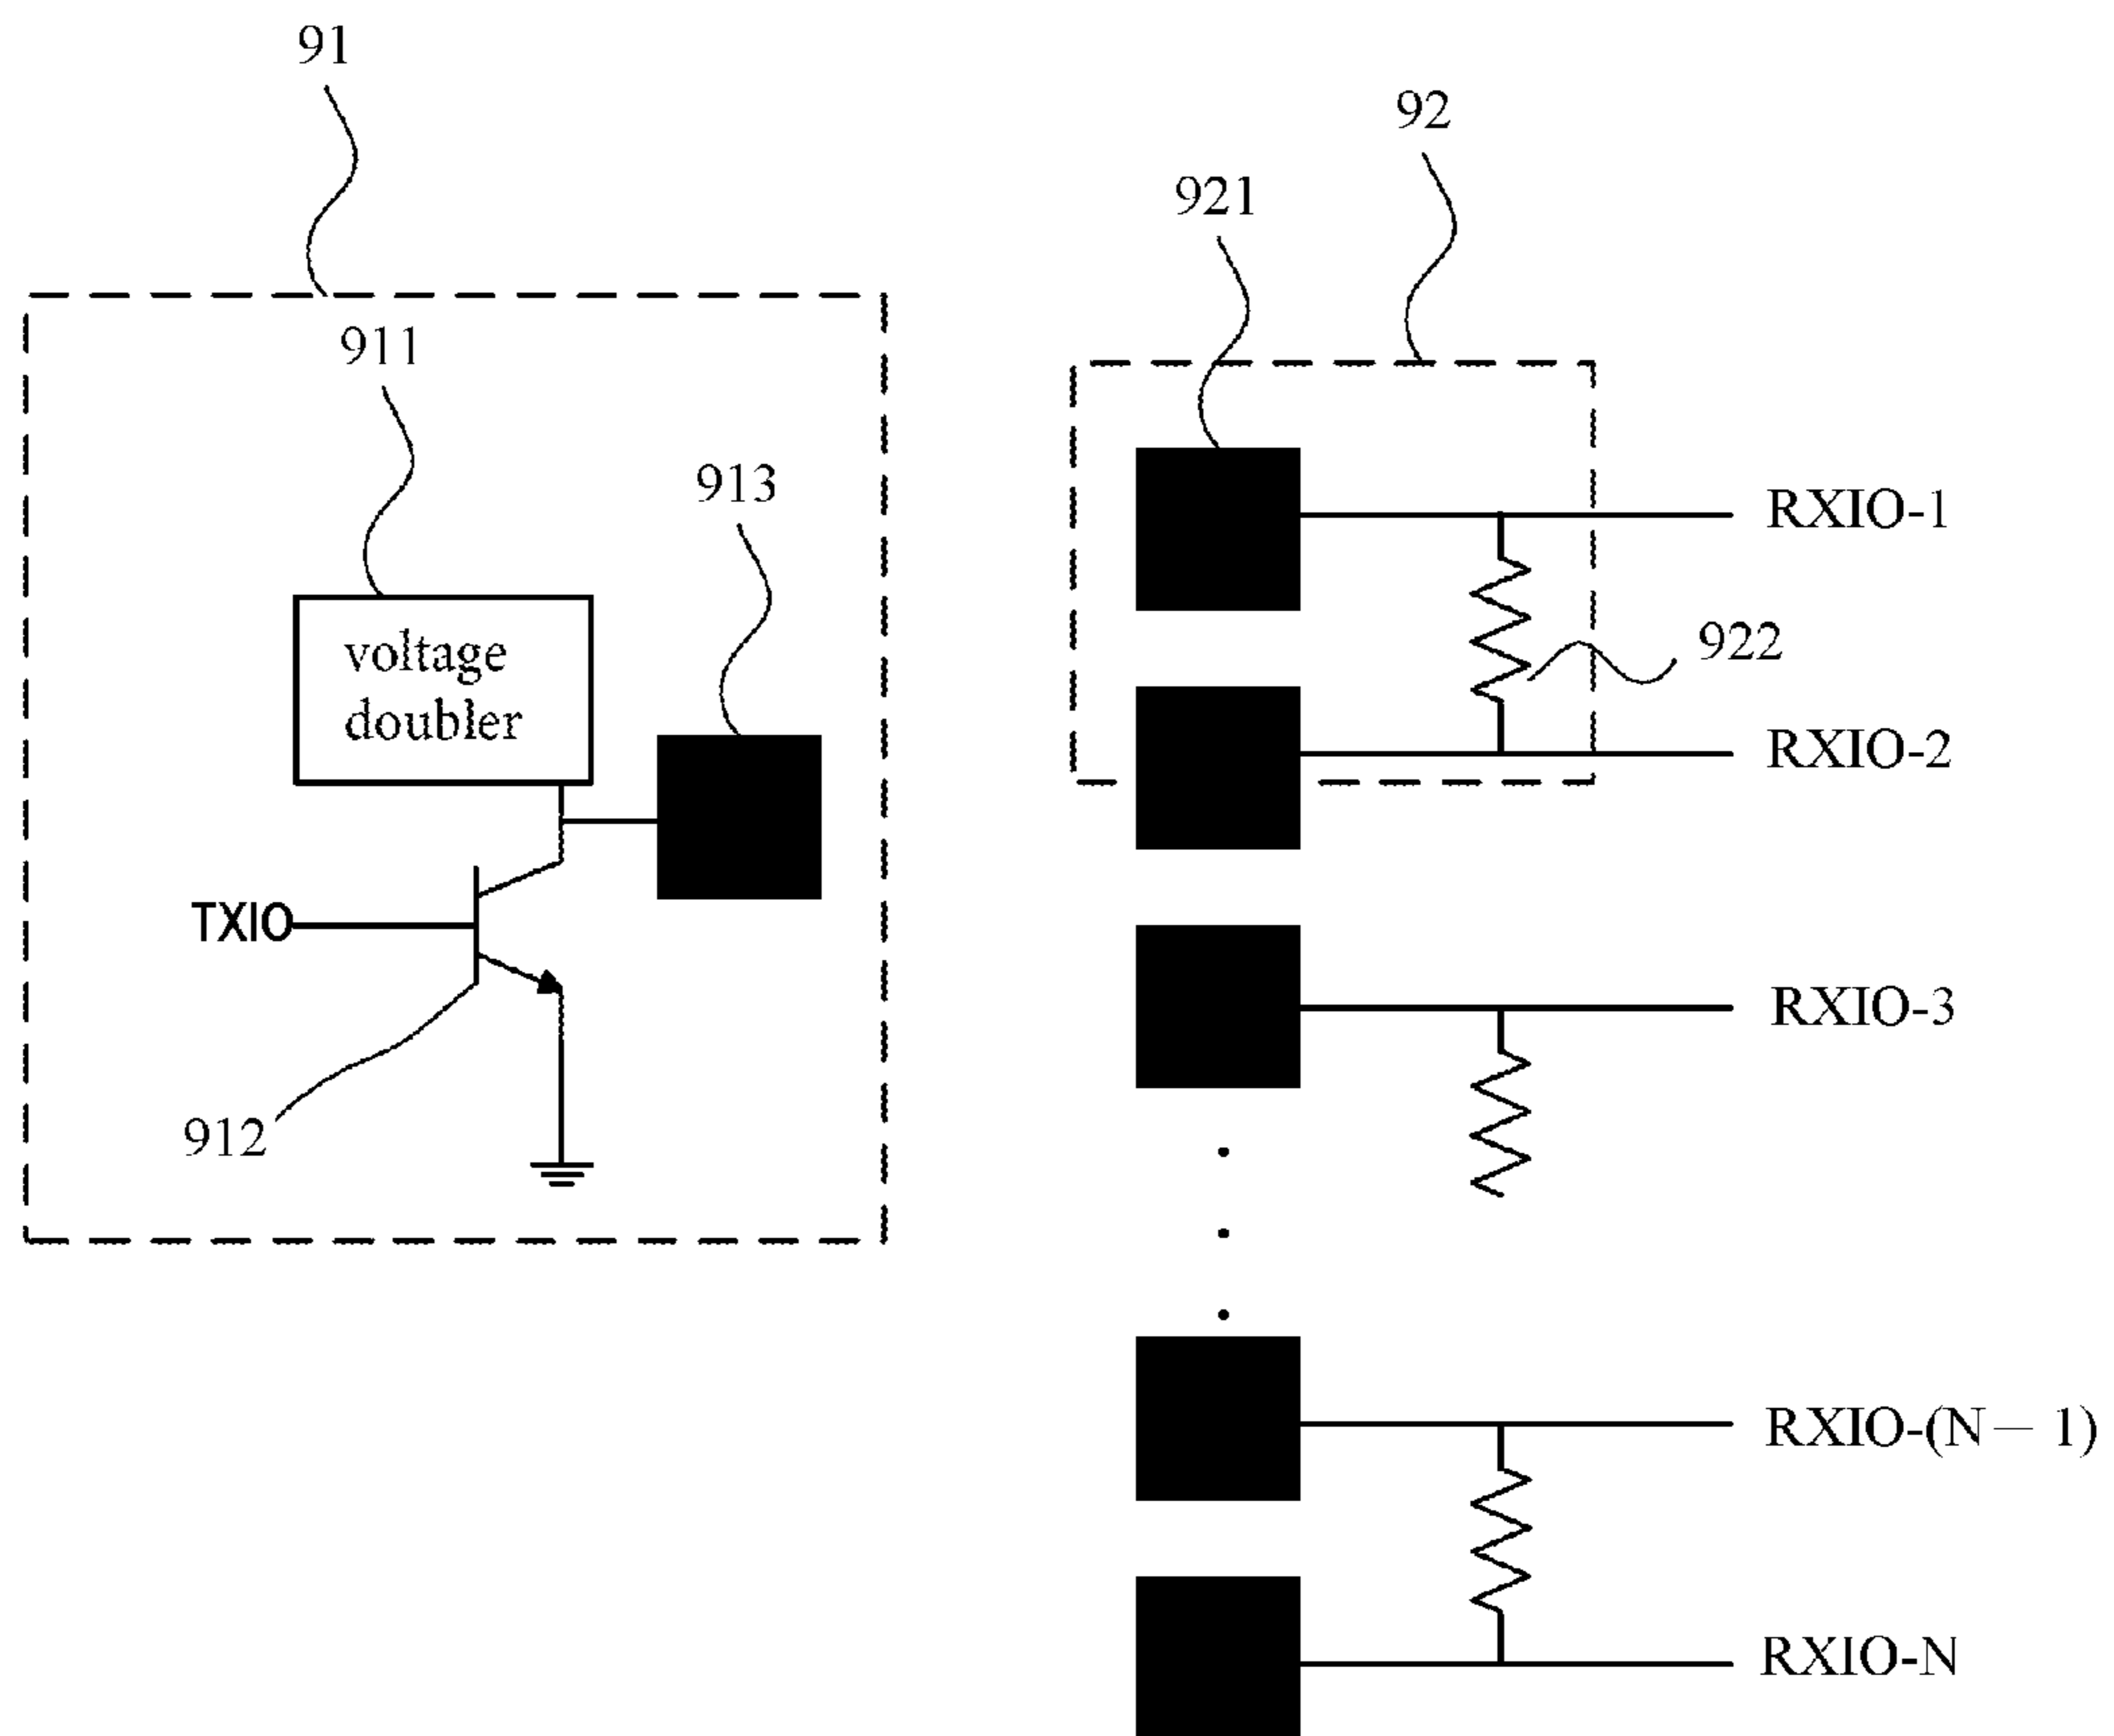 91
92
921
911
913
RXIO-1
922
voltage
doubler
RXIO-2
TXIO
RXIO-3
912
RXIO-(N— 1)
RXIO-N